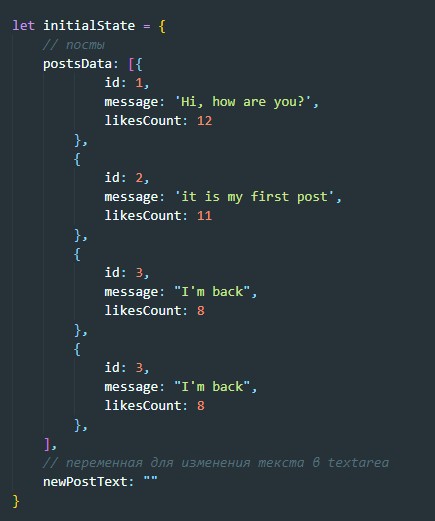 let initialState = {
    // посты
    postsData: [{
            id: 1,
            message: 'Hi, how are you?',
            likesCount: 12
        },
        {
            id: 2,
            message: 'it is my first post',
            likesCount: 11
        },
        {
            id: 3,
            message: "I'm back",
            likesCount: 8
        },
        {
            id: 3,
            message: "I'm back",
            likesCount: 8
        },
    ],
    // переменная для изменения текста в textarea
    newPostText: ""
}